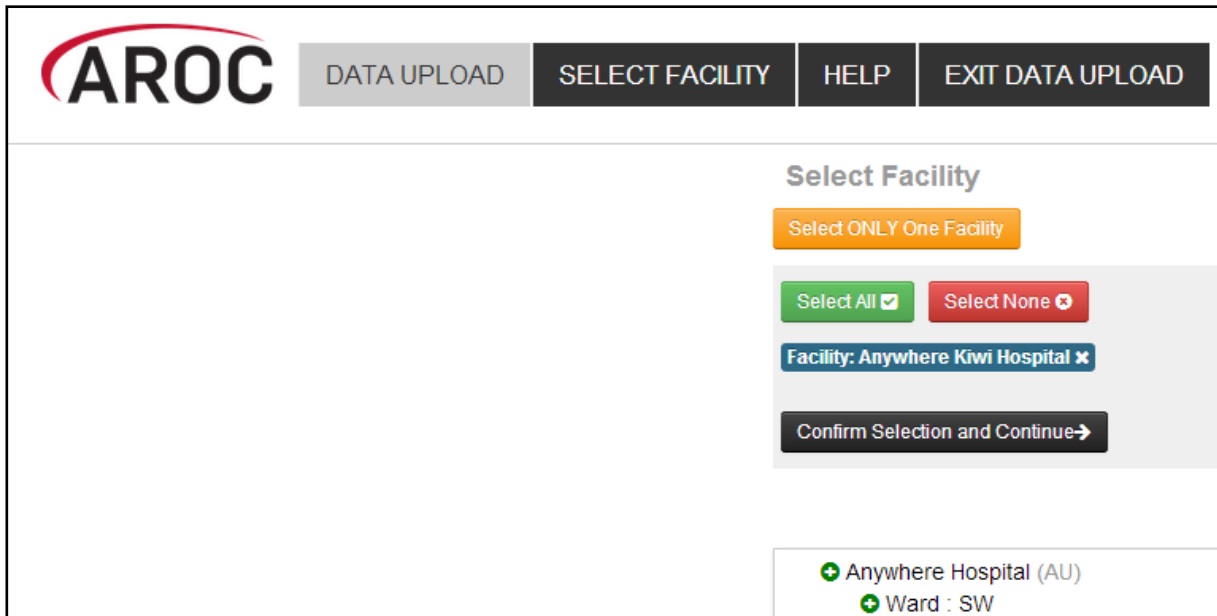 AROC DATA UPLOAD SELECT FACILITY HELP EXIT DATA UPLOAD
Select Facility
Select ONLY One Facility
Select All Select None
Facility: Anywhere Kiwi Hospital
Confirm Selection and Continue
Anywhere Hospital (AU)
Ward : SW